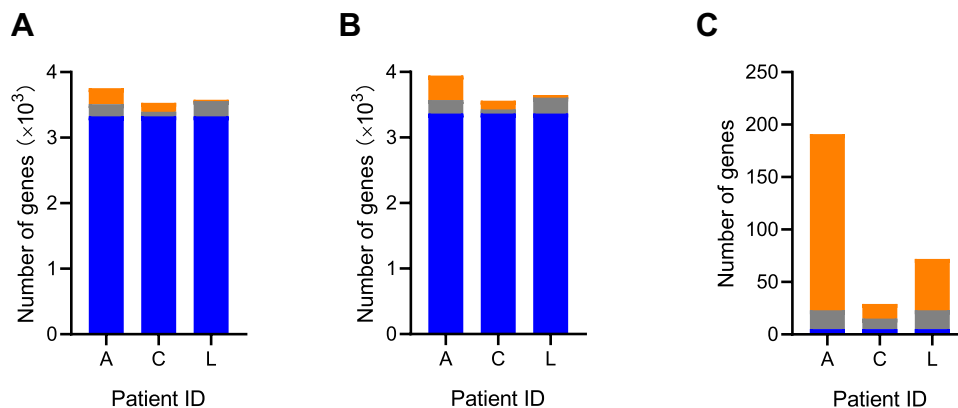 A
Number of genes (×10³)
4
3
2
1
0
A C L
Patient ID
B
Number of genes (×10³)
4
3
2
1
0
A C L
Patient ID
C
Number of genes
250
200
150
100
50
0
A C L
Patient ID